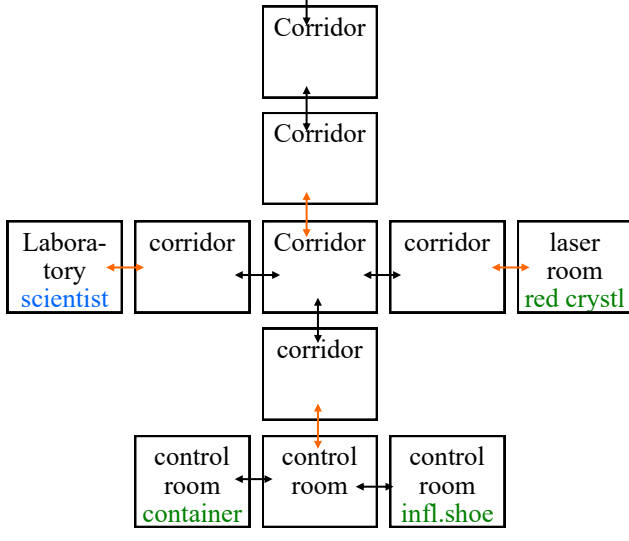 Corridor
Corridor
Labora-
tory
scientist
corridor
Corridor
corridor
laser
room
red crystl
corridor
control
room
container
control
room
control
room
infl.shoe